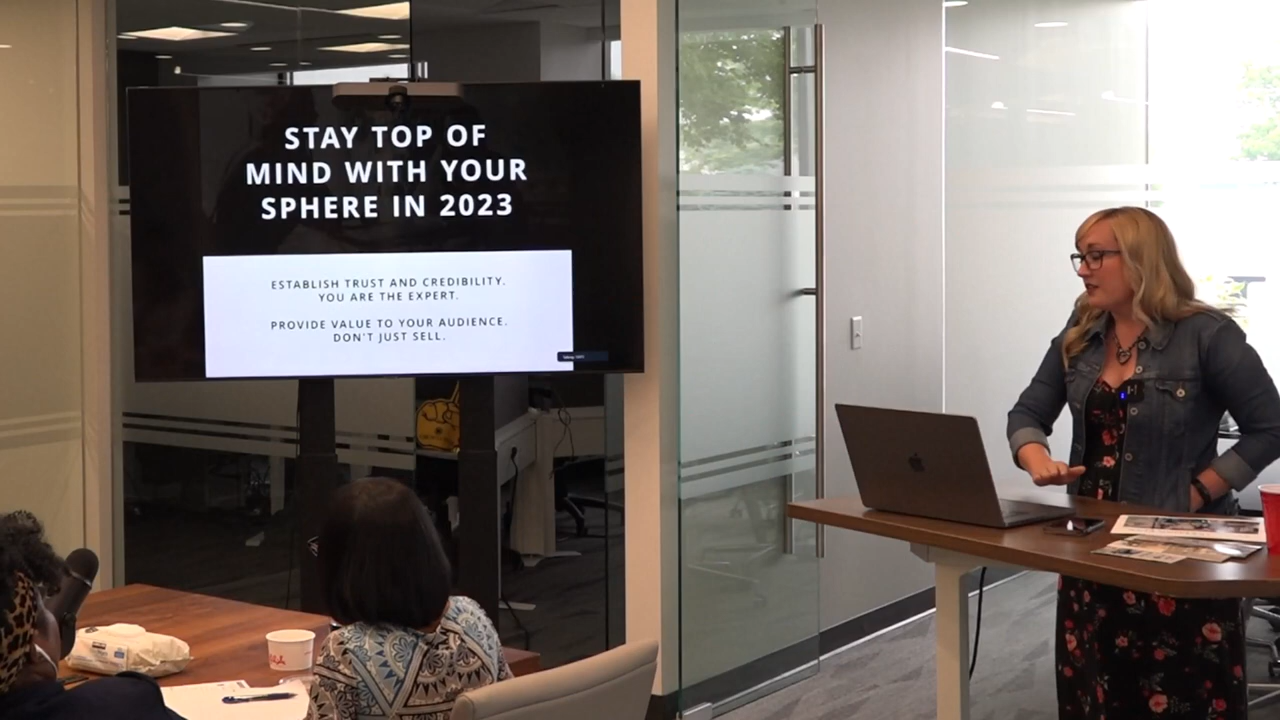 STAY TOP OF
MIND WITH YOUR
SPHERE IN 2023
ESTABLISH TRUST AND CREDIBILITY.
YOU ARE THE EXPERT.
PROVIDE VALUE TO YOUR AUDIENCE.
DON'T JUST SELL.